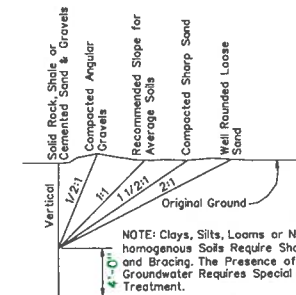 Solid Rock, Shale or
Cemented Sand & Gravels
Compacted Angular
Gravels
Recommended Slope for
Average Soils
Compacted Sharp Sand
Well Rounded Loose
Sand
Vertical
1/2:1
1:1
1 1/2:1
2:1
Original Ground
4'-0"
NOTE: Clays, Silts, Loams or N
homogenous Soils Require Sho
and Bracing. The Presence of
Groundwater Requires Special
Treatment.